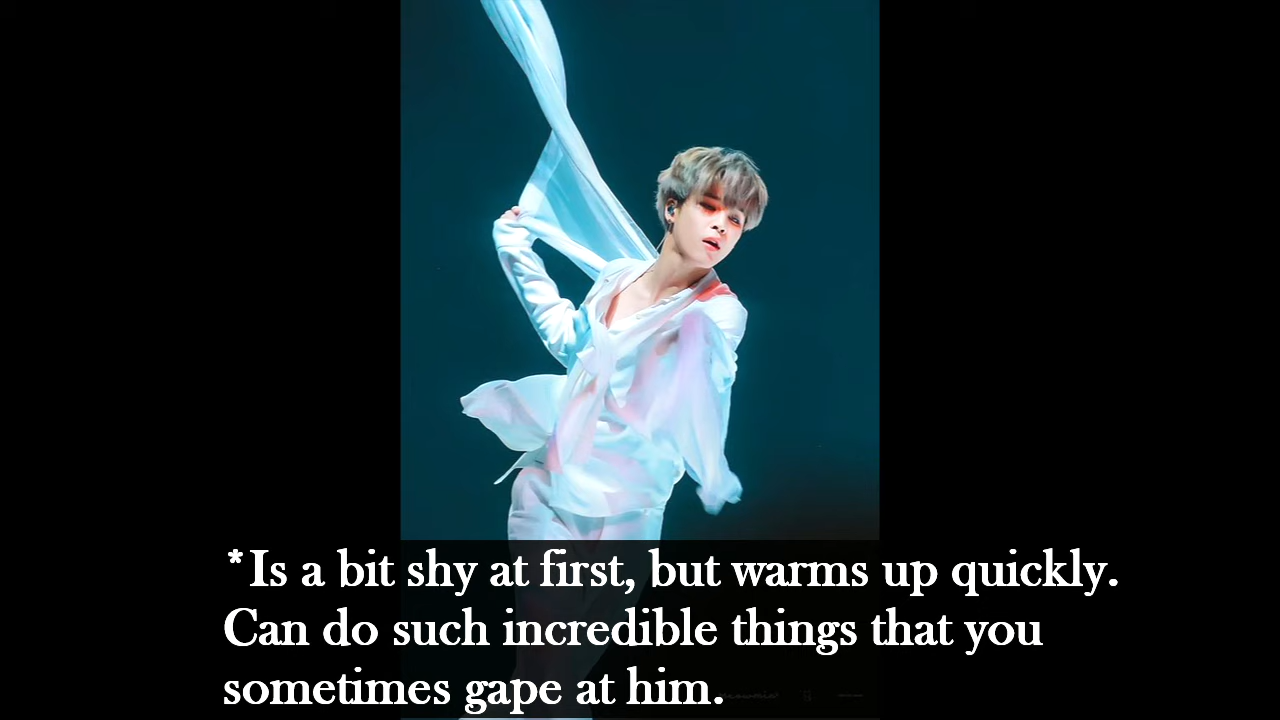 *Is a bit shy at first, but warms up quickly.
Can do such incredible things that you
sometimes gape at him.